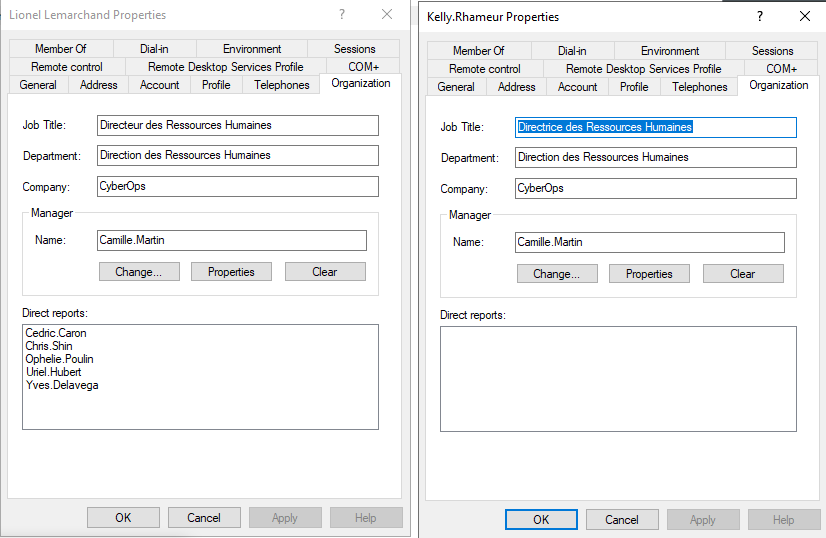 Lionel Lemarchand Properties
?
Member Of
Dial-in
Environment
Sessions
Remote control
Remote Desktop Services Profile
COM+
General
Address
Account
Profile
Telephones
Organization
Job Title:
Directeur des Ressources Humaines
Department:
Direction des Ressources Humaines
Company:
CyberOps
Manager
Name:
Camille.Martin
Change...
Properties
Clear
Direct reports:
Cedric.Caron
Chris.Shin
Ophelie.Poulin
Uriel.Hubert
Yves.Delavega
OK
Cancel
Apply
Help
Kelly.Rhameur Properties
?
Member Of
Dial-in
Environment
Sessions
Remote control
Remote Desktop Services Profile
COM+
General
Address
Account
Profile
Telephones
Organization
Job Title:
Directrice des Ressources Humaines
Department:
Direction des Ressources Humaines
Company:
CyberOps
Manager
Name:
Camille.Martin
Change...
Properties
Clear
Direct reports:
OK
Cancel
Apply
Help